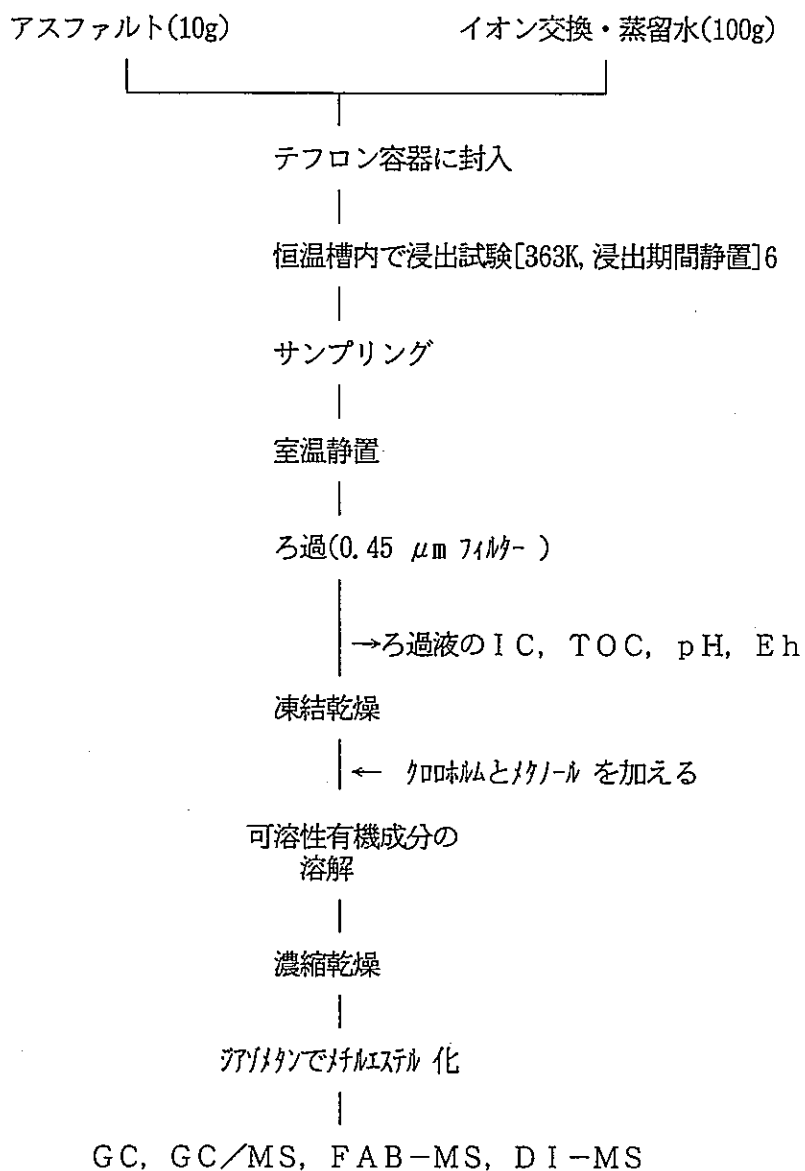 アスファルト(10g) イオン交換・蒸留水(100g)
テフロン容器に封入
恒温槽内で浸出試験[363K, 浸出期間静置]6
サンプリング
室温静置
ろ過(0.45 μm フィルター )
→ろ過液のIC, TOC, pH, Eh
凍結乾燥
← クロロホルムとメタノール を加える
可溶性有機成分の
溶解
濃縮乾燥
ジアゾメタンでメチルエステル 化
GC, GC/MS, FAB-MS, DI-MS